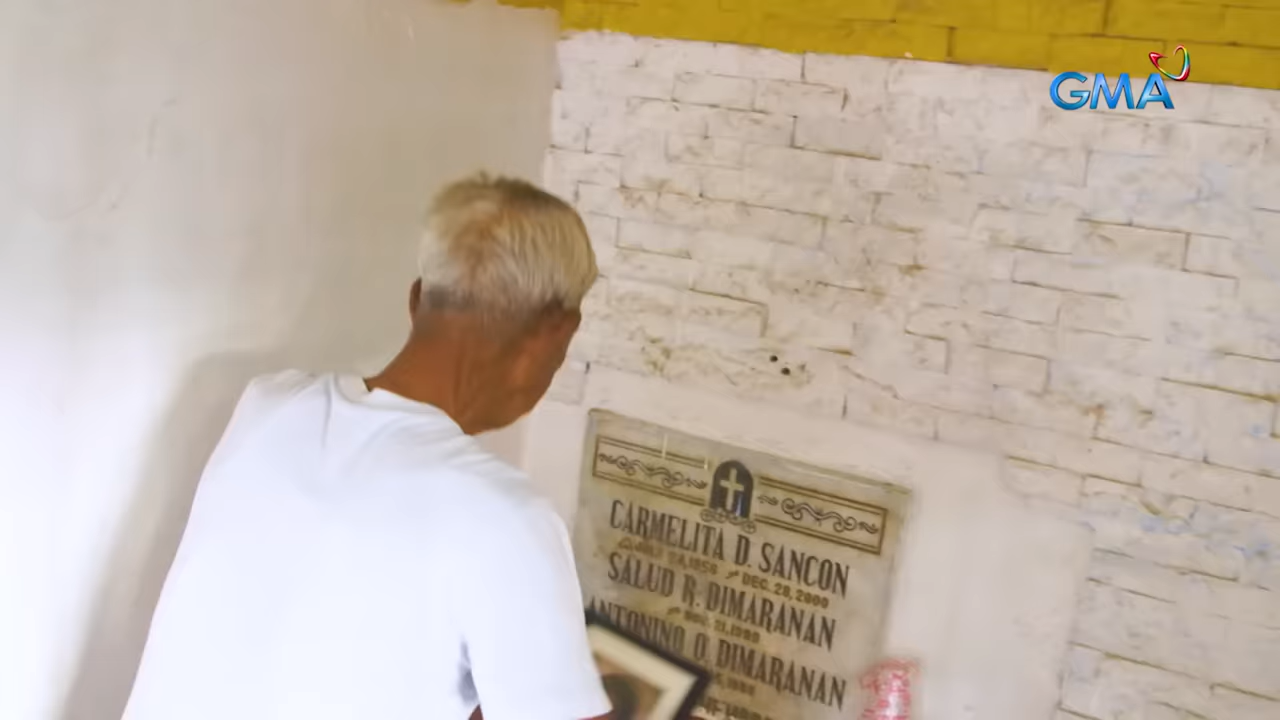 GMA
CARMELITA D. SANCON
DEC. 28, 2000
SALUD R. DIMARANAN
ANTONINO O. DIMARANAN